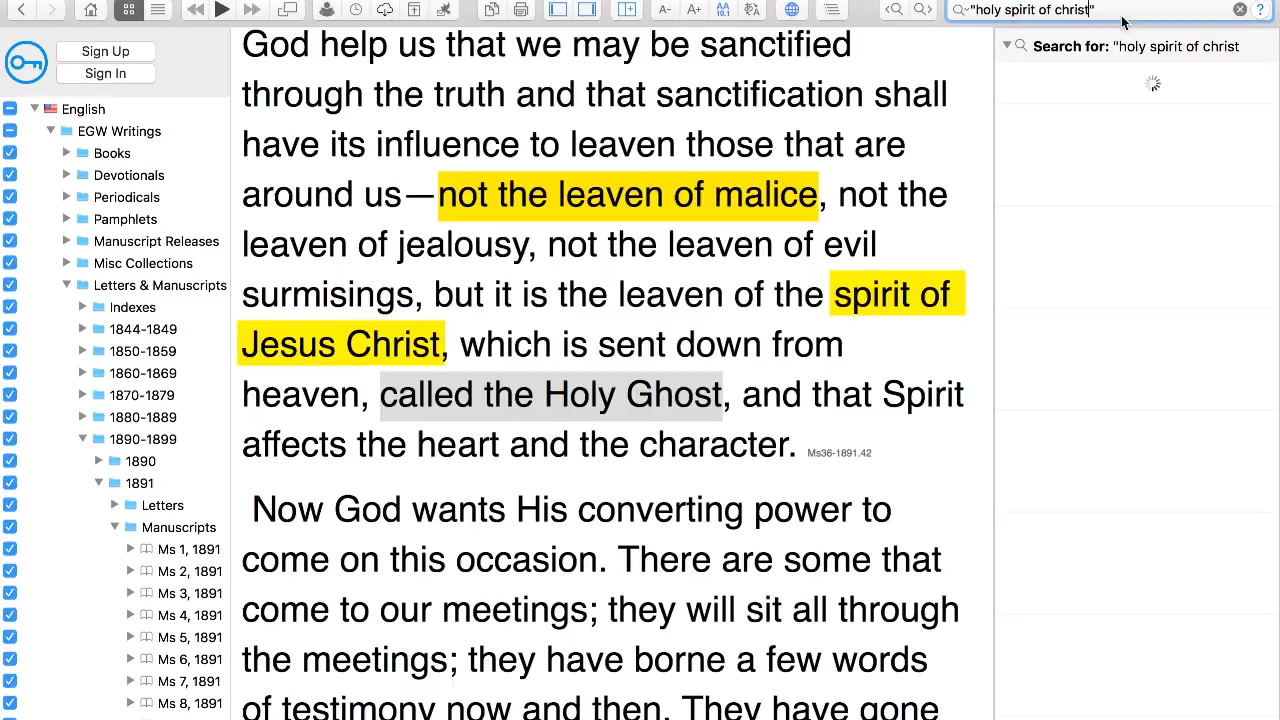 A-
A+
AA
10.1
"holy spirit of christ"
?
Sign Up
Sign In
English
EGW Writings
Books
Devotionals
Periodicals
Pamphlets
Manuscript Releases
Misc Collections
Letters & Manuscripts
Indexes
1844-1849
1850-1859
1860-1869
1870-1879
1880-1889
1890-1899
1890
1891
Letters
Manuscripts
Ms 1, 1891
Ms 2, 1891
Ms 3, 1891
Ms 4, 1891
Ms 5, 1891
Ms 6, 1891
Ms 7, 1891
Ms 8, 1891
God help us that we may be sanctified
through the truth and that sanctification shall
have its influence to leaven those that are
around us—not the leaven of malice, not the
leaven of jealousy, not the leaven of evil
surmisings, but it is the leaven of the spirit of
Jesus Christ, which is sent down from
heaven, called the Holy Ghost, and that Spirit
affects the heart and the character. Ms36-1891.42
Now God wants His converting power to
come on this occasion. There are some that
come to our meetings; they will sit all through
the meetings; they have borne a few words
of testimony now and then. They have gone
Search for: "holy spirit of christ